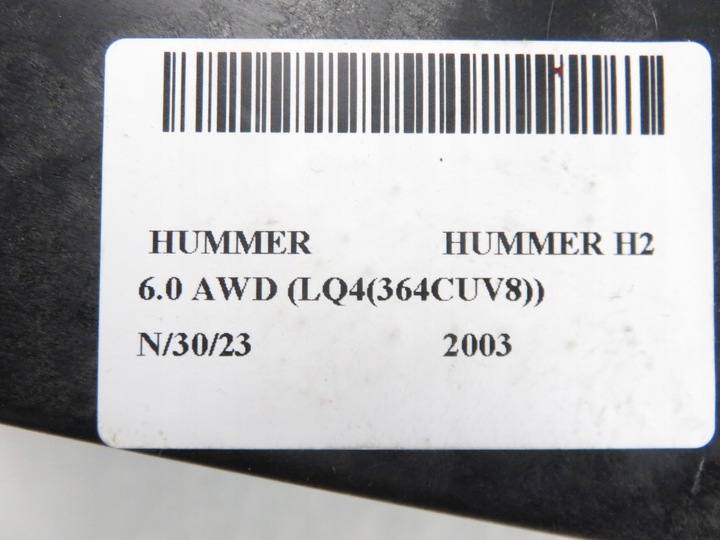 HUMMER HUMMER H2
6.0 AWD (LQ4(364CUV8))
N/30/23 2003